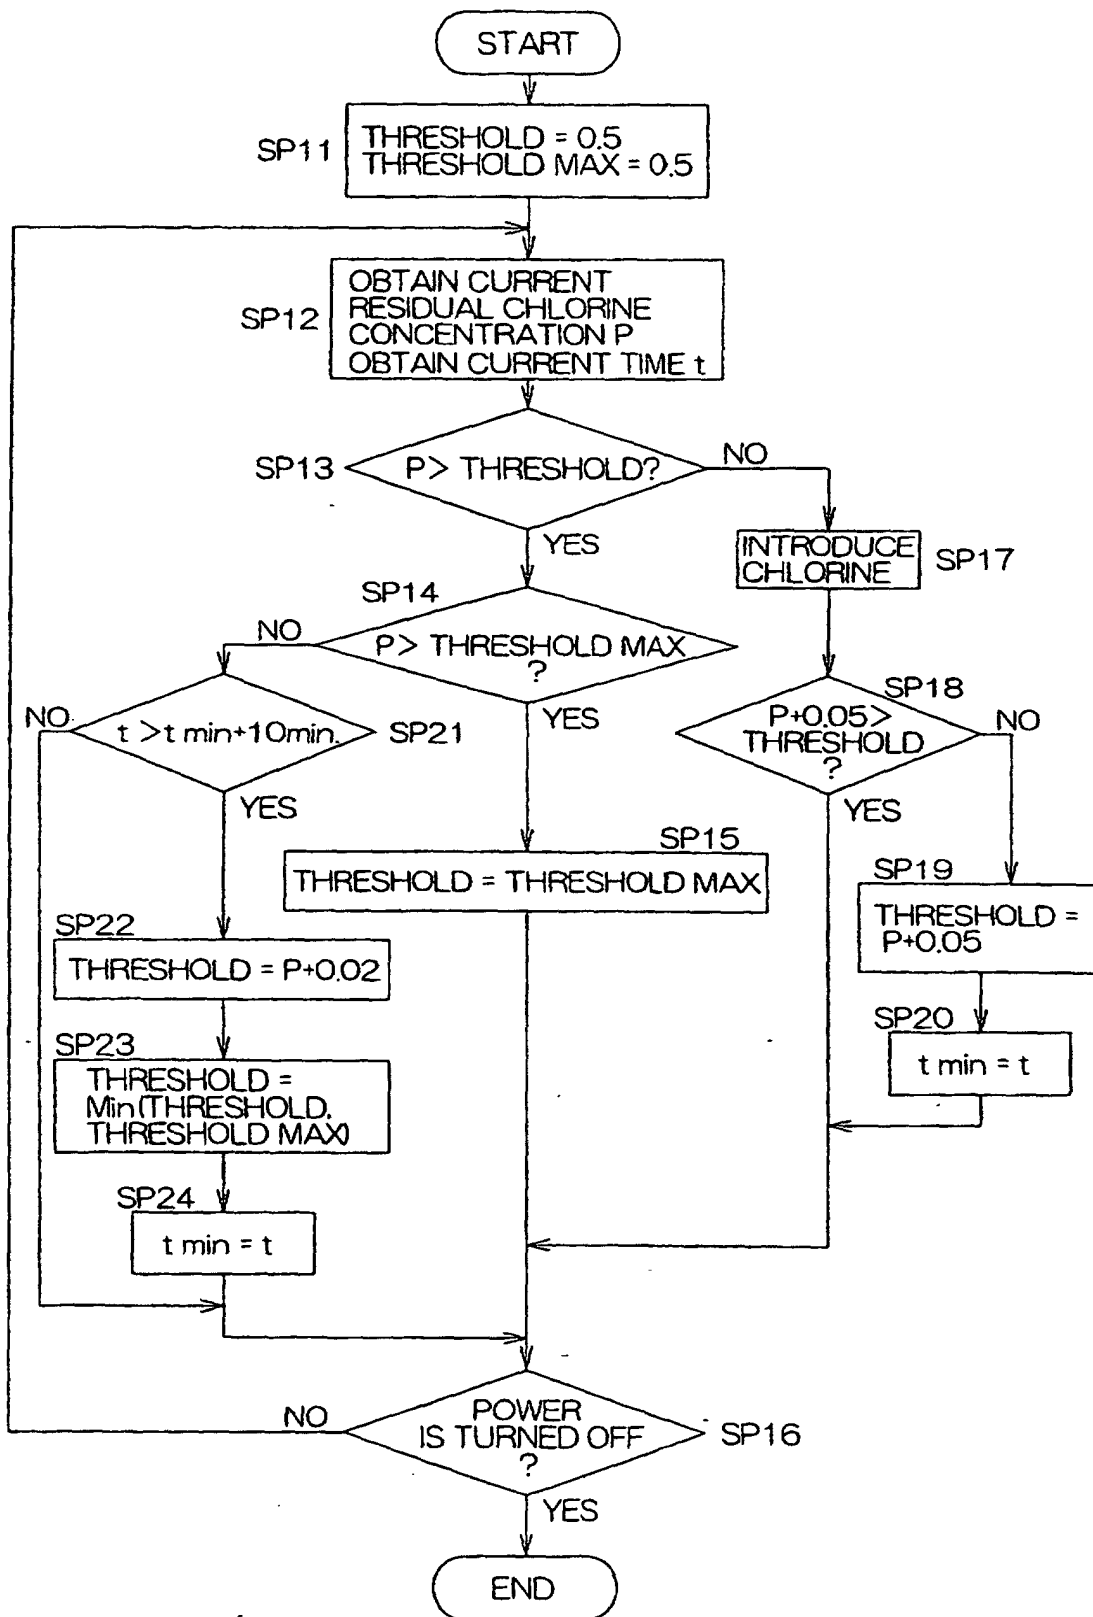 START
SP11
THRESHOLD = 0.5
THRESHOLD MAX = 0.5
SP12
OBTAIN CURRENT
RESIDUAL CHLORINE
CONCENTRATION P
OBTAIN CURRENT TIME t
SP13
P> THRESHOLD?
NO
YES
INTRODUCE
CHLORINE
SP17
SP14
NO
P> THRESHOLD MAX
?
YES
SP18
P+0.05>
THRESHOLD
?
NO
YES
NO
t >t min+10min.
SP21
YES
SP15
THRESHOLD = THRESHOLD MAX
SP19
THRESHOLD =
P+0.05
SP22
THRESHOLD = P+0.02
SP20
t min = t
SP23
THRESHOLD =
Min(THRESHOLD.
THRESHOLD MAX)
SP24
t min = t
NO
POWER
IS TURNED OFF
?
SP16
YES
END